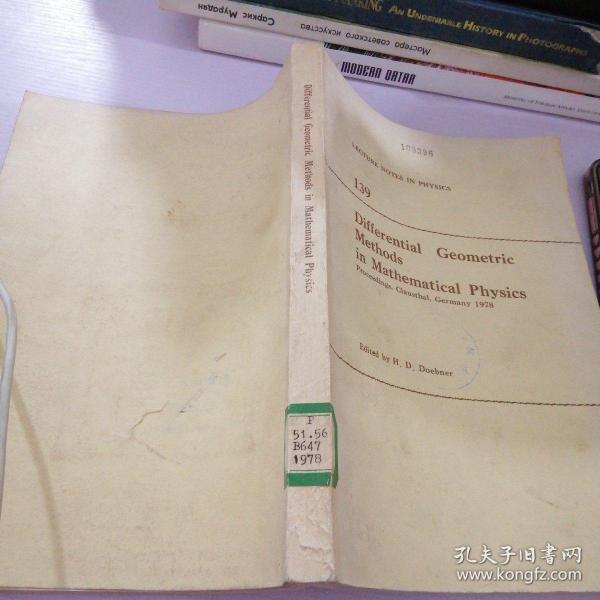 AN UNDENIABLE HISTORY IN PHOTOGRAPHS
Саркис Мурадян
Мастера советского искусства
MODERN QATAR
109396
LECTURE NOTES IN PHYSICS
139
Differential Geometric
Methods
in Mathematical Physics
Proceedings, Clausthal, Germany 1978
Edited by H. D. Doebner
Differential Geometric Methods in Mathematical Physics
P
51.56
B647
1978
孔夫子旧书网
www.kongfz.com